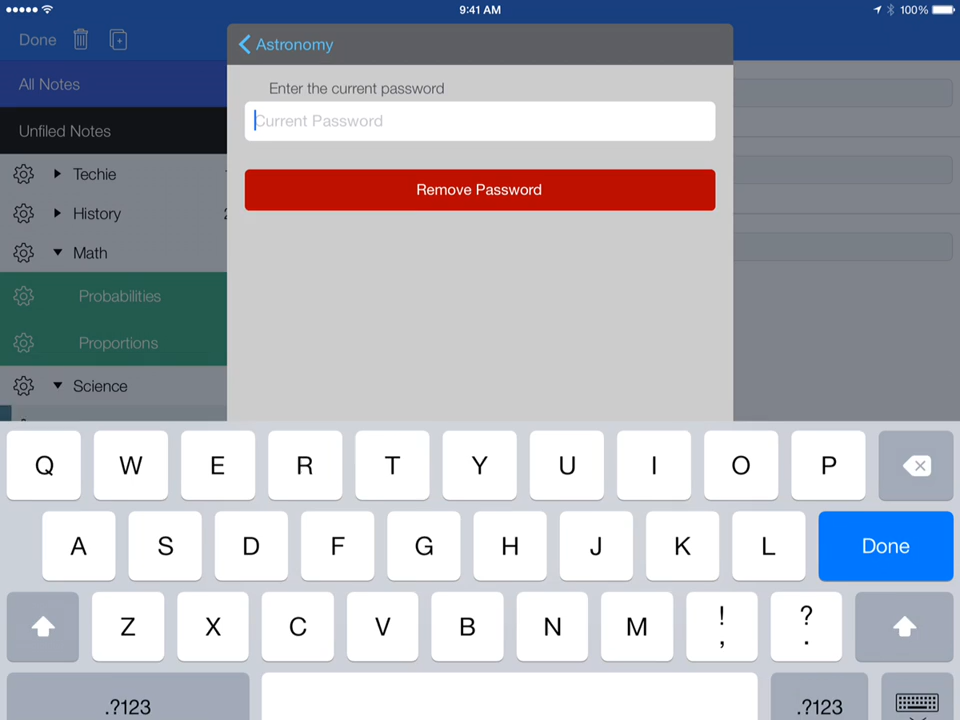 9:41 AM
100%
Done
Astronomy
All Notes
Enter the current password
Current Password
Unfiled Notes
Techie
Remove Password
History
Math
Probabilities
Proportions
Science
Q W E R T Y U I O P
A S D F G H J K L Done
Z X C V B N M ! , ? .
.?123 .?123